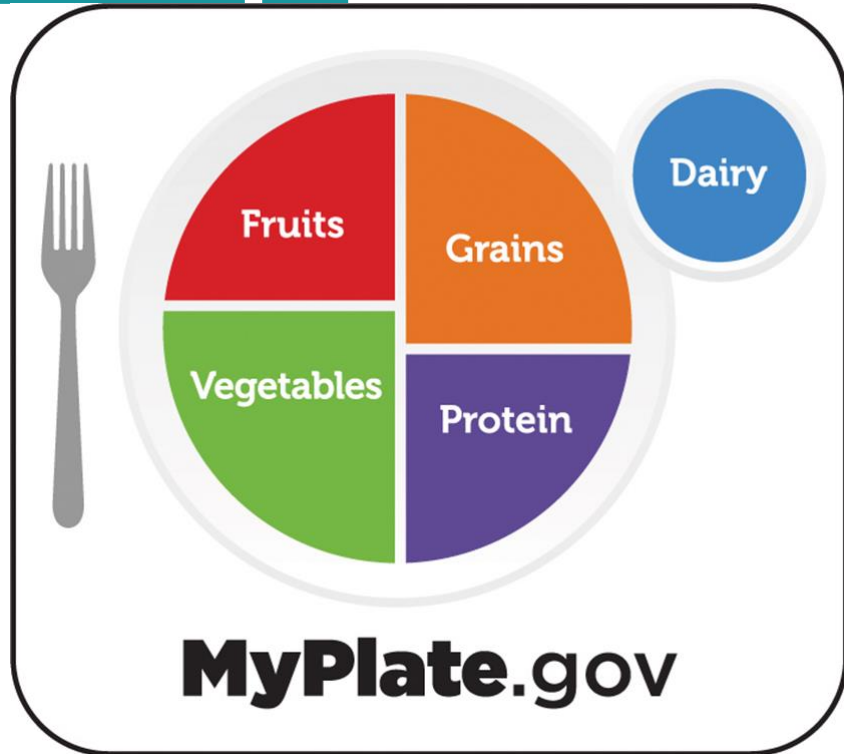 Fruits
Grains
Dairy
Vegetables
Protein
MyPlate.gov